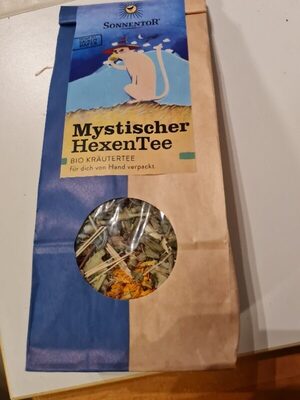 SONNENTOR
Mystischer
HexenTee
BIO KRÄUTERTEE
für dich von Hand verpackt